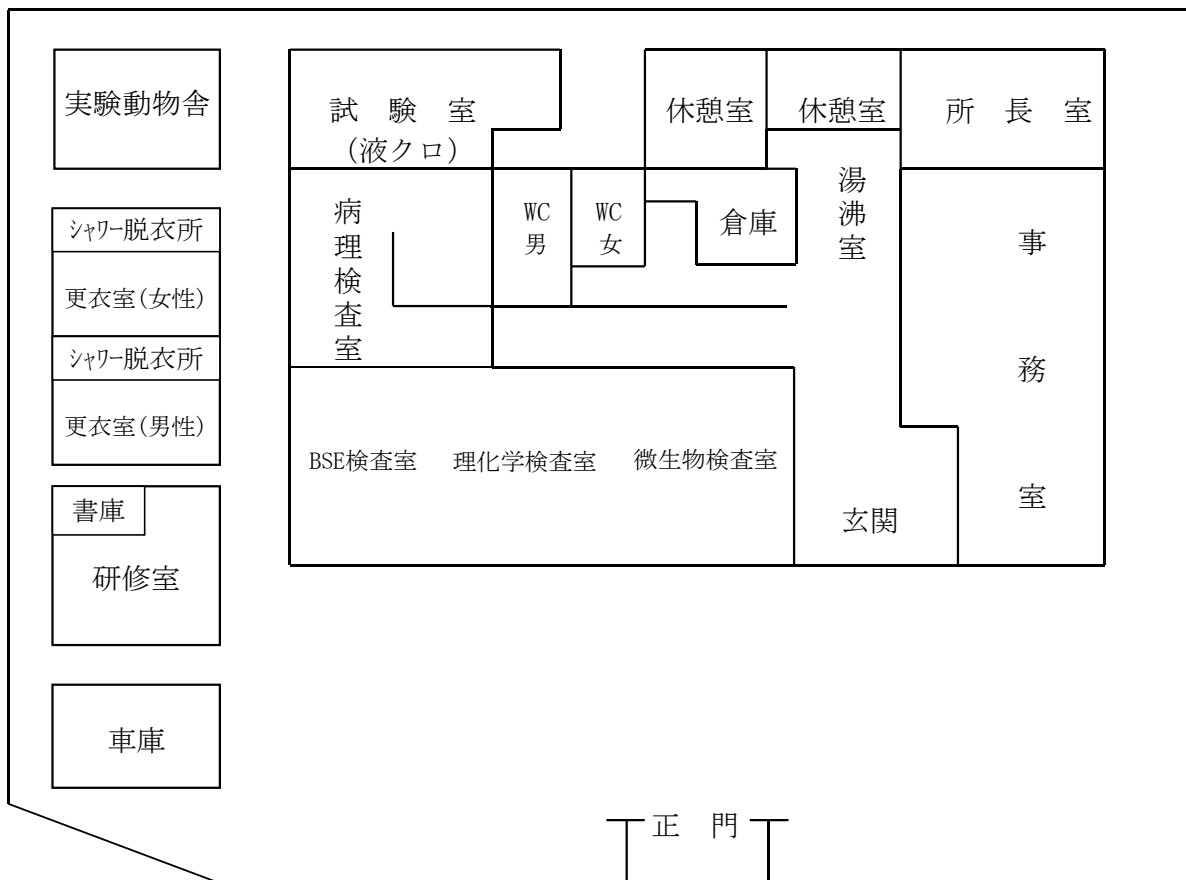 実験動物舎
試験室
(液クロ)
休憩室
休憩室
所長室
病理検査室
WC
男
WC
女
倉庫
湯沸室
事務室
ｼｬﾜｰ脱衣所
更衣室(女性)
ｼｬﾜｰ脱衣所
更衣室(男性)
BSE検査室
理化学検査室
微生物検査室
玄関
書庫
研修室
車庫
正門